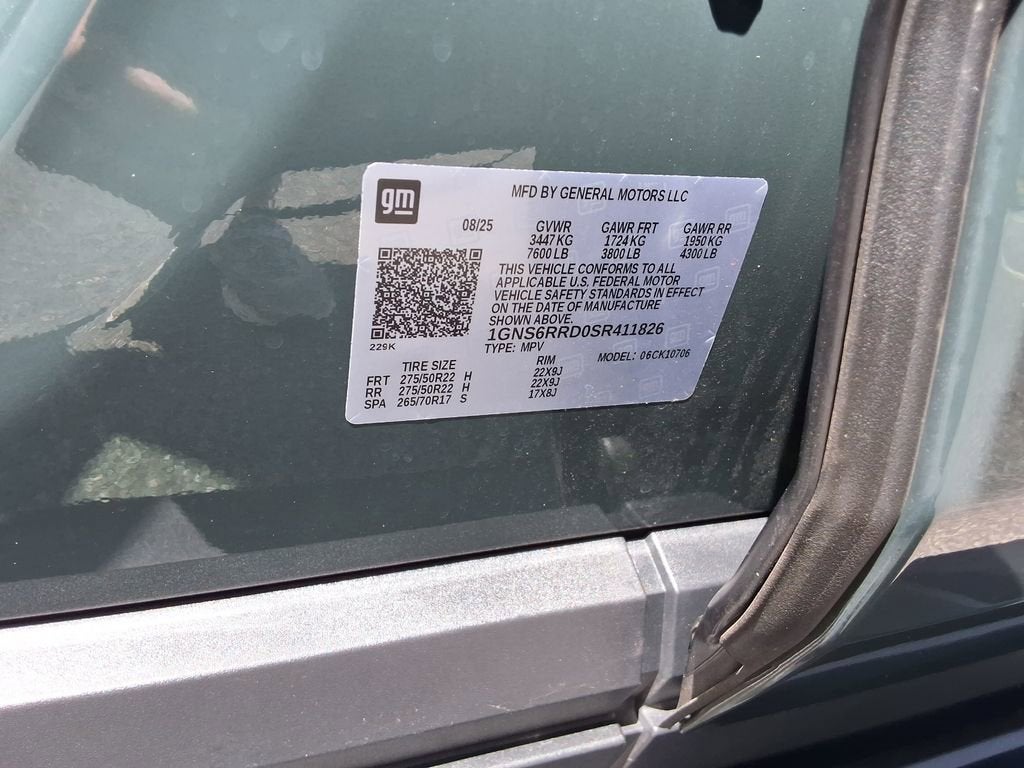 gm
MFD BY GENERAL MOTORS LLC
08/25 GVWR GAWR FRT GAWR RR
3447 KG 1724 KG 1950 KG
7600 LB 3800 LB 4300 LB
THIS VEHICLE CONFORMS TO ALL
APPLICABLE U.S. FEDERAL MOTOR
VEHICLE SAFETY STANDARDS IN EFFECT
ON THE DATE OF MANUFACTURE
SHOWN ABOVE.
1GNS6RRD0SR411826
229K
TYPE: MPV MODEL: 06CK10706
TIRE SIZE RIM
FRT 275/50R22 H 22X9J
RR 275/50R22 H 22X9J
SPA 265/70R17 S 17X8J